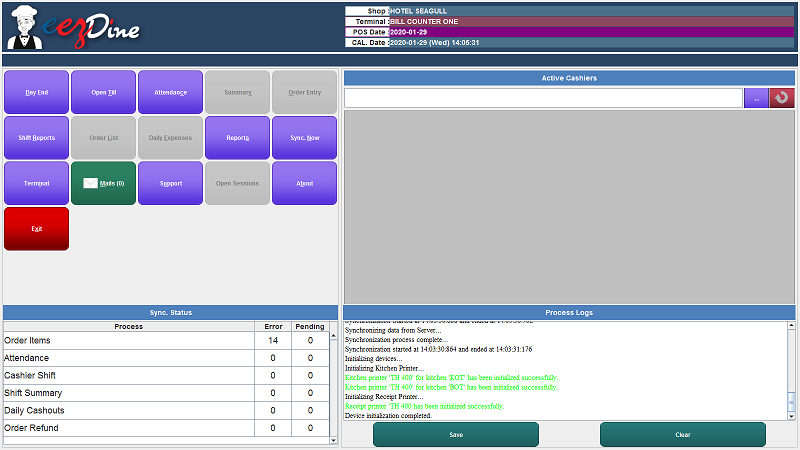 eezDine
Shop : HOTEL SEAGULL
Terminal : BILL COUNTER ONE
POS Date : 2020-01-29
CAL. Date : 2020-01-29 (Wed) 14:05:31
Day End
Open Till
Attendance
Summary
Order Entry
Shift Reports
Order List
Daily Expenses
Reports
Sync. Now
Terminal
Mails (0)
Support
Open Sessions
About
Exit
Active Cashiers
...
Sync. Status
Process Error Pending
Order Items 14 0
Attendance 0 0
Cashier Shift 0 0
Shift Summary 0 0
Daily Cashouts 0 0
Order Refund 0 0
Process Logs
Synchronizing data from Server...
Synchronization process complete...
Synchronization started at 14:03:30:864 and ended at 14:03:31:176
Initializing devices...
Initializing Kitchen Printer...
Kitchen printer 'TH 400' for kitchen 'KOT' has been initialized successfully.
Kitchen printer 'TH 400' for kitchen 'BOT' has been initialized successfully.
Initializing Receipt Printer...
Receipt printer 'TH 400 has been initialized successfully.
Device initialization completed.
Save
Clear